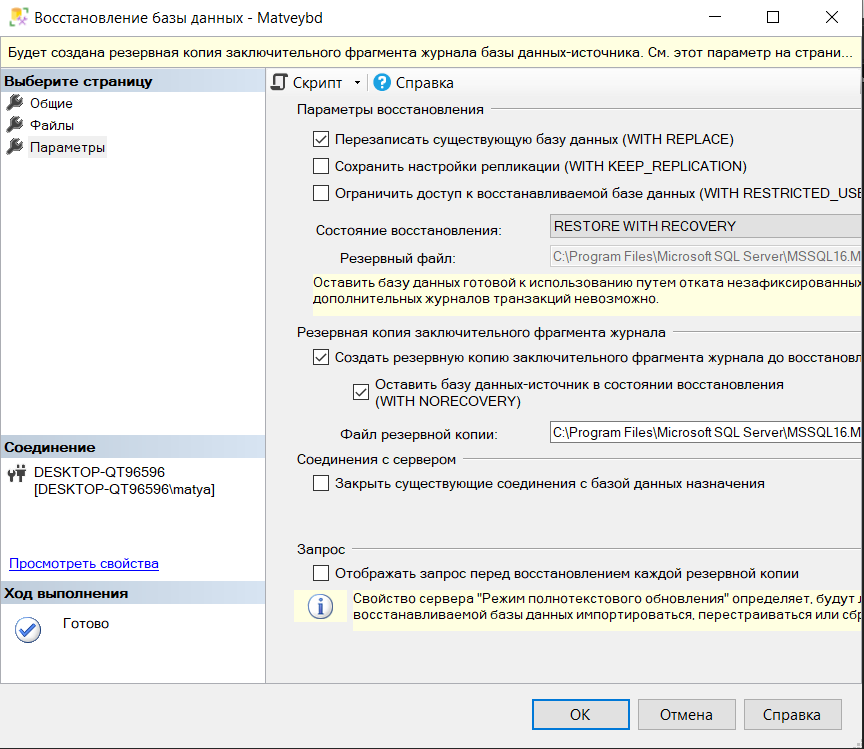 Восстановление базы данных - Matveybd
Будет создана резервная копия заключительного фрагмента журнала базы данных-источника. См. этот параметр на страни...
Выберите страницу
Общие
Файлы
Параметры
Соединение
DESKTOP-QT96596
[DESKTOP-QT96596\matya]
Просмотреть свойства
Ход выполнения
Готово
Скрипт
Справка
Параметры восстановления
Перезаписать существующую базу данных (WITH REPLACE)
Сохранить настройки репликации (WITH KEEP_REPLICATION)
Ограничить доступ к восстанавливаемой базе данных (WITH RESTRICTED_USE
Состояние восстановления:
RESTORE WITH RECOVERY
Резервный файл:
C:\Program Files\Microsoft SQL Server\MSSQL16.M
Оставить базу данных готовой к использованию путем отката незафиксированных
дополнительных журналов транзакций невозможно.
Резервная копия заключительного фрагмента журнала
Создать резервную копию заключительного фрагмента журнала до восстановл
Оставить базу данных-источник в состоянии восстановления
(WITH NORECOVERY)
Файл резервной копии:
C:\Program Files\Microsoft SQL Server\MSSQL16.M
Соединения с сервером
Закрыть существующие соединения с базой данных назначения
Запрос
Отображать запрос перед восстановлением каждой резервной копии
Свойство сервера "Режим полнотекстового обновления" определяет, будут л
восстанавливаемой базы данных импортироваться, перестраиваться или сбр
ОК
Отмена
Справка